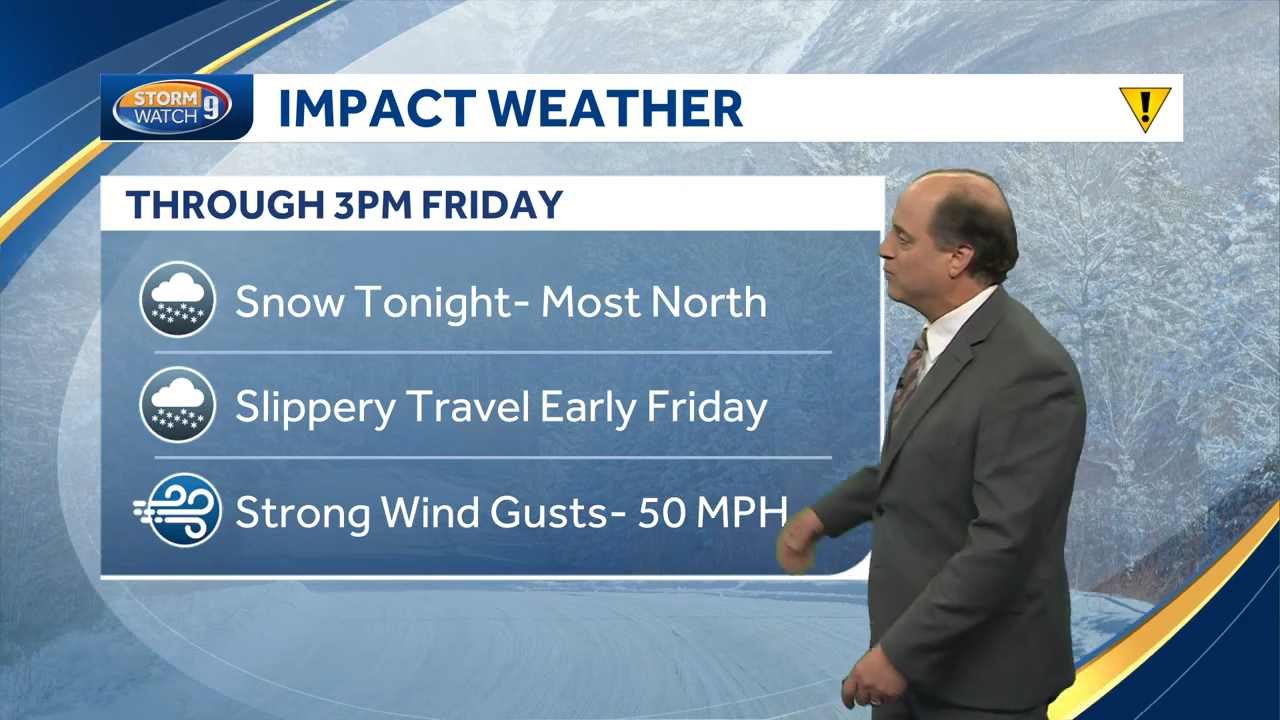 STORM
WATCH 9
IMPACT WEATHER
!
THROUGH 3PM FRIDAY
Snow Tonight- Most North
Slippery Travel Early Friday
Strong Wind Gusts- 50 MPH